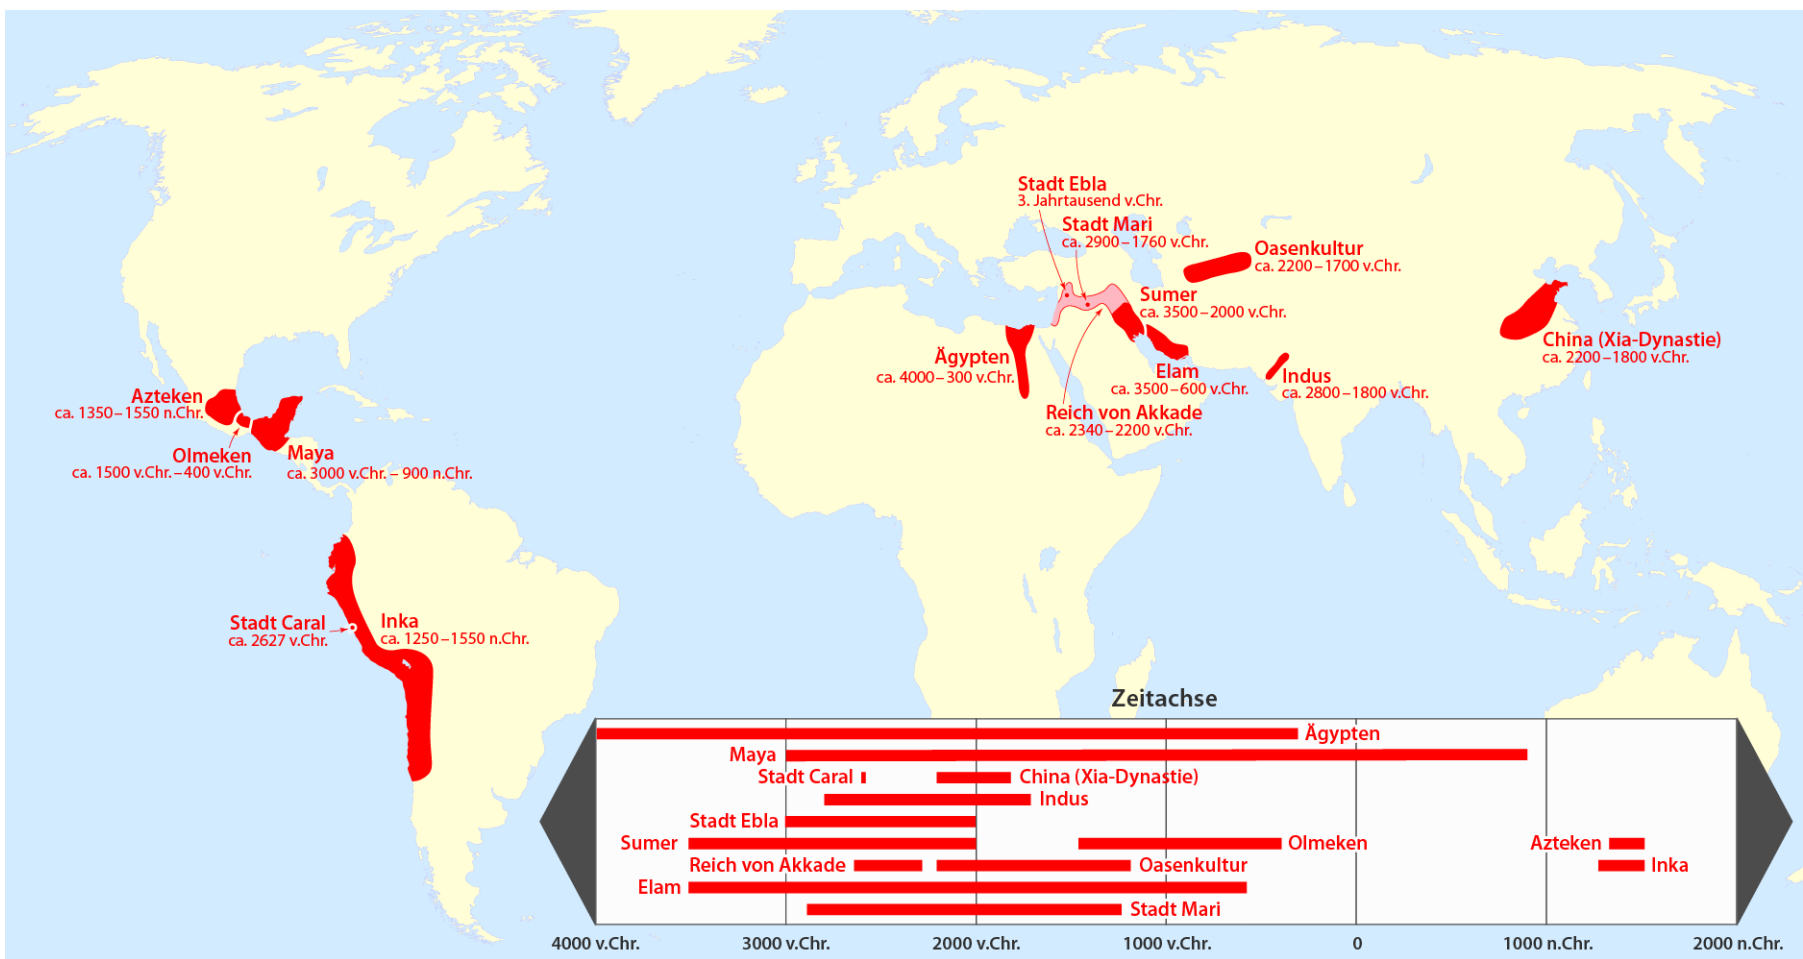 Stadt Ebla
3. Jahrtausend v.Chr.
Stadt Mari
ca. 2900–1760 v.Chr.
Oasenkultur
ca. 2200–1700 v.Chr.
Sumer
ca. 3500–2000 v.Chr.
China (Xia-Dynastie)
ca. 2200–1800 v.Chr.
Ägypten
ca. 4000–300 v.Chr.
Elam
ca. 3500–600 v.Chr.
Indus
ca. 2800–1800 v.Chr.
Reich von Akkade
ca. 2340–2200 v.Chr.
Azteken
ca. 1350–1550 n.Chr.
Olmeken
ca. 1500 v.Chr.–400 v.Chr.
Maya
ca. 3000 v.Chr.– 900 n.Chr.
Stadt Caral
ca. 2627 v.Chr.
Inka
ca. 1250–1550 n.Chr.
Zeitachse
Ägypten
Maya
Stadt Caral
China (Xia-Dynastie)
Indus
Stadt Ebla
Sumer
Olmeken
Azteken
Reich von Akkade
Oasenkultur
Inka
Elam
Stadt Mari
4000 v.Chr.
3000 v.Chr.
2000 v.Chr.
1000 v.Chr.
0
1000 n.Chr.
2000 n.Chr.